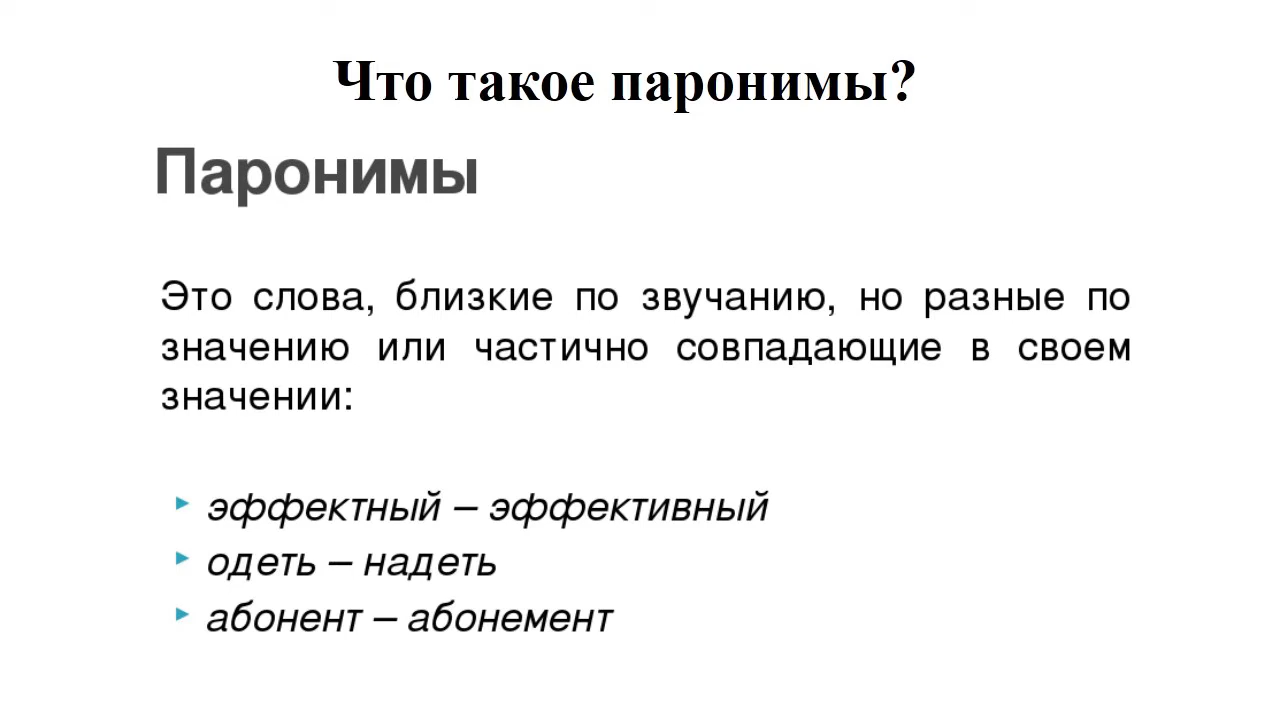 Что такое паронимы?
Паронимы
Это слова, близкие по звучанию, но разные по
значению или частично совпадающие в своем
значении:
эффектный – эффективный
одеть – надеть
абонент – абонемент